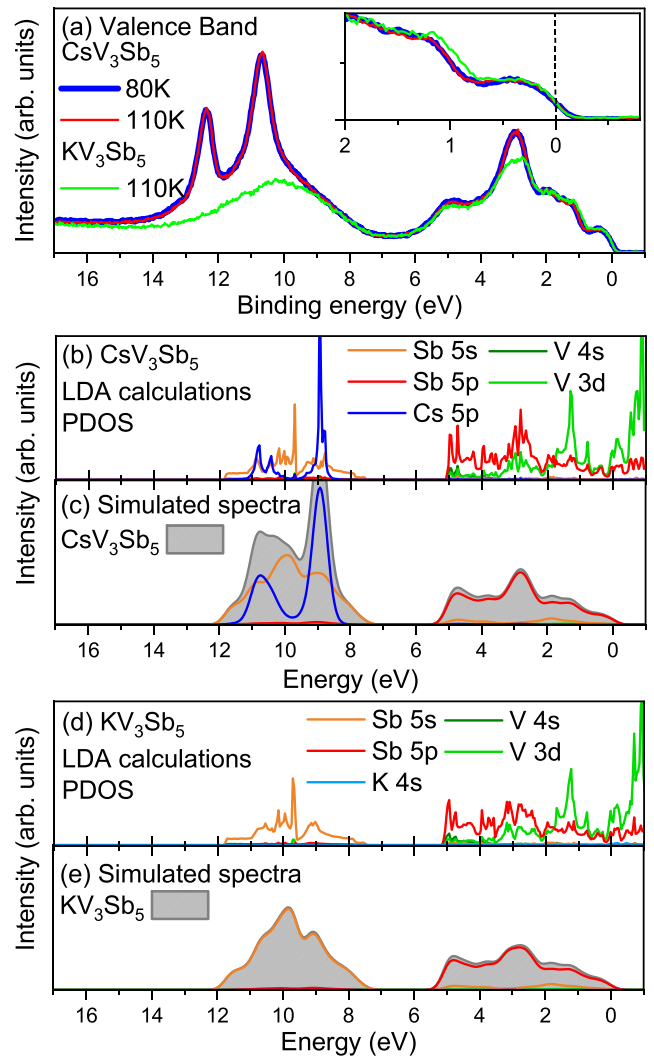 (a) Valence Band
CsV3Sb5
80K
110K
KV3Sb5
110K
2 1 0
Intensity (arb. units)
16 14 12 10 8 6 4 2 0
Binding energy (eV)
(b) CsV3Sb5
LDA calculations
PDOS
Sb 5s V 4s
Sb 5p V 3d
Cs 5p
Intensity (arb. units)
(c) Simulated spectra
CsV3Sb5
16 14 12 10 8 6 4 2 0
Energy (eV)
(d) KV3Sb5
LDA calculations
PDOS
Sb 5s V 4s
Sb 5p V 3d
K 4s
Intensity (arb. units)
(e) Simulated spectra
KV3Sb5
16 14 12 10 8 6 4 2 0
Energy (eV)